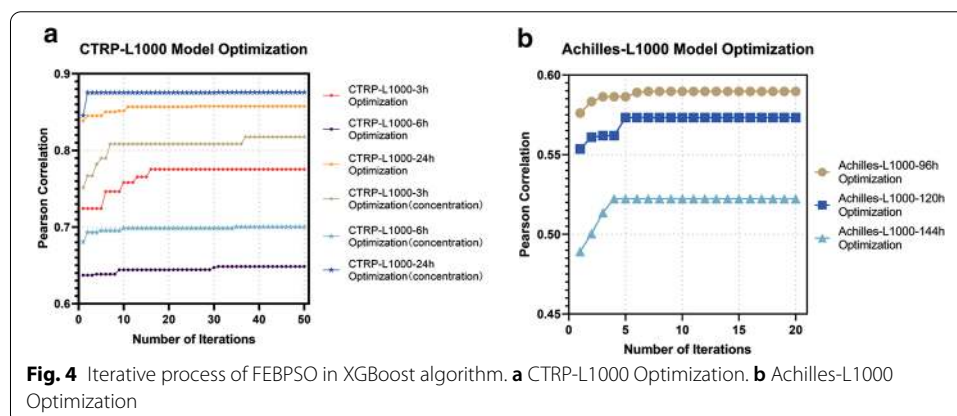 a
CTRP-L1000 Model Optimization
Pearson Correlation
0.9
0.8
0.7
0.6
0 10 20 30 40 50
Number of Iterations
CTRP-L1000-3h
Optimization
CTRP-L1000-6h
Optimization
CTRP-L1000-24h
Optimization
CTRP-L1000-3h
Optimization(concentration)
CTRP-L1000-6h
Optimization(concentration)
CTRP-L1000-24h
Optimization(concentration)
b
Achilles-L1000 Model Optimization
Pearson Correlation
0.60
0.55
0.50
0.45
0 5 10 15 20
Number of Iterations
Achilles-L1000-96h
Optimization
Achilles-L1000-120h
Optimization
Achilles-L1000-144h
Optimization
Fig. 4 Iterative process of FEBPSO in XGBoost algorithm. a CTRP-L1000 Optimization. b Achilles-L1000
Optimization